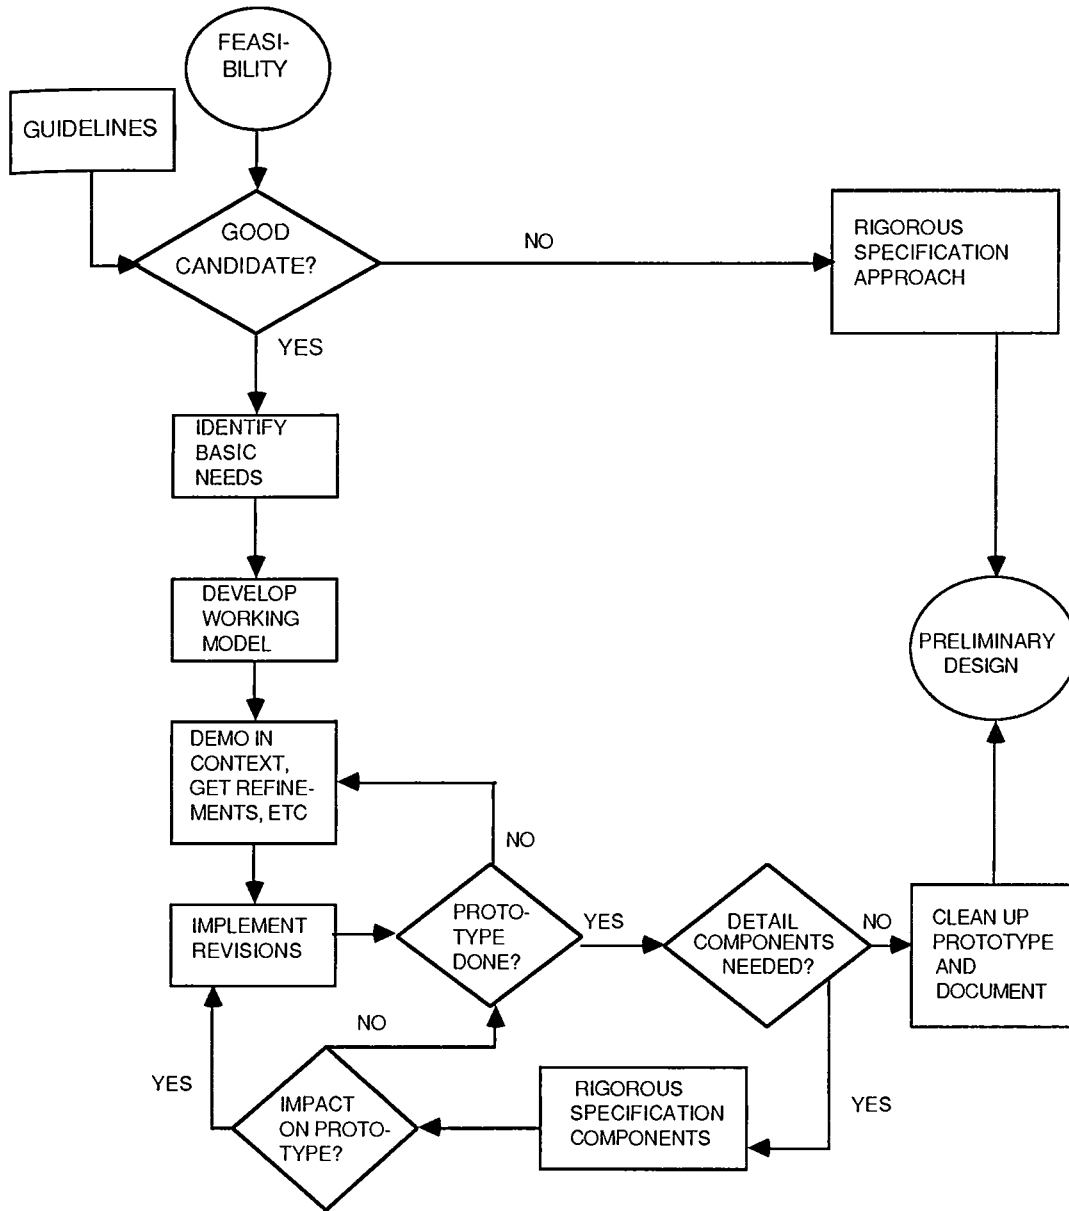 FEASI-
BILITY
GUIDELINES
GOOD
CANDIDATE?
NO
RIGOROUS
SPECIFICATION
APPROACH
YES
IDENTIFY
BASIC
NEEDS
DEVELOP
WORKING
MODEL
PRELIMINARY
DESIGN
DEMO IN
CONTEXT,
GET REFINE-
MENTS, ETC
NO
IMPLEMENT
REVISIONS
PROTO-
TYPE
DONE?
YES
DETAIL
COMPONENTS
NEEDED?
NO
CLEAN UP
PROTOTYPE
AND
DOCUMENT
NO
YES
IMPACT
ON PROTO-
TYPE?
RIGOROUS
SPECIFICATION
COMPONENTS
YES